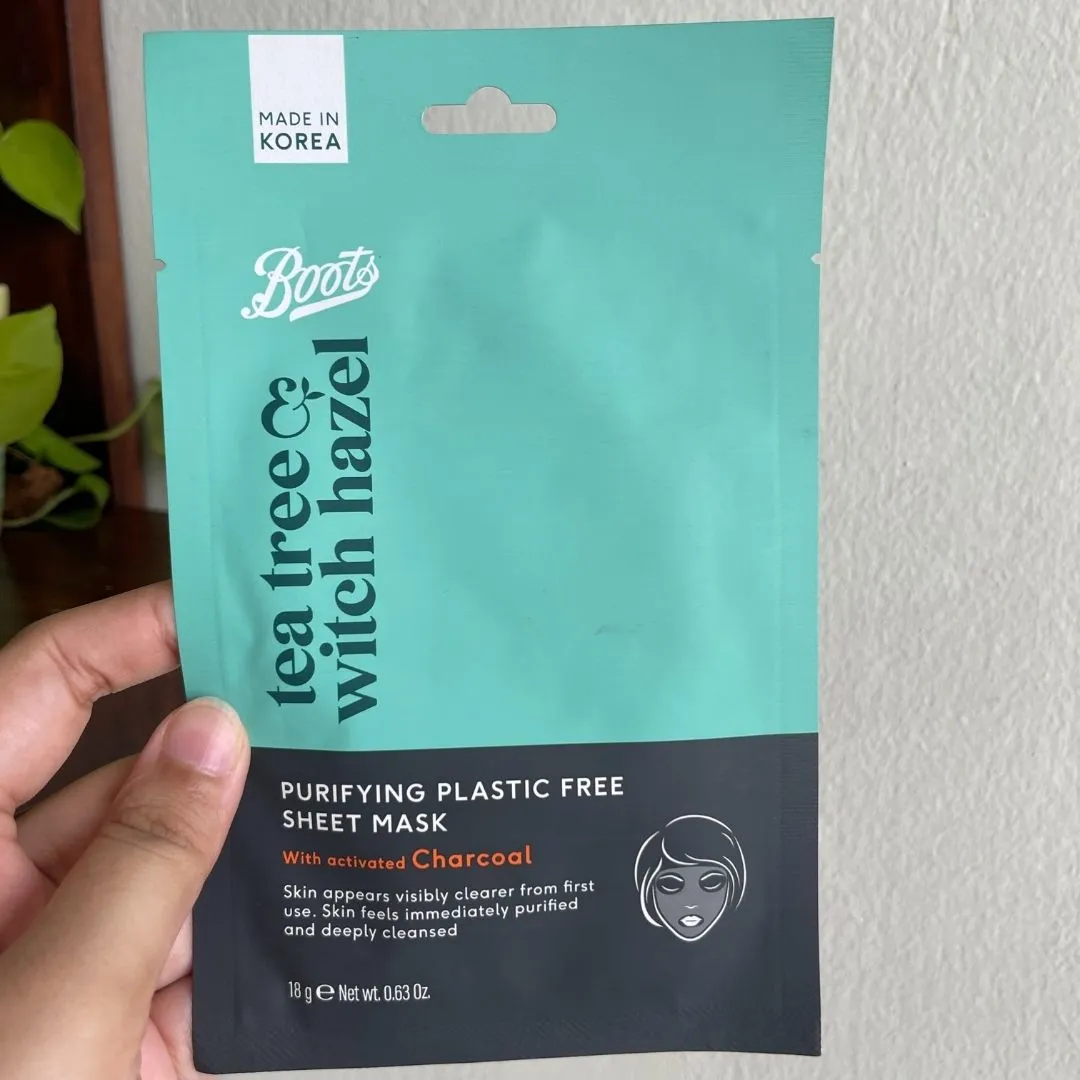 MADE IN
KOREA
Boots
tea tree &
witch hazel
PURIFYING PLASTIC FREE
SHEET MASK
With activated Charcoal
Skin appears visibly clearer from first
use. Skin feels immediately purified
and deeply cleansed
18 g ℮ Net wt. 0.63 Oz.